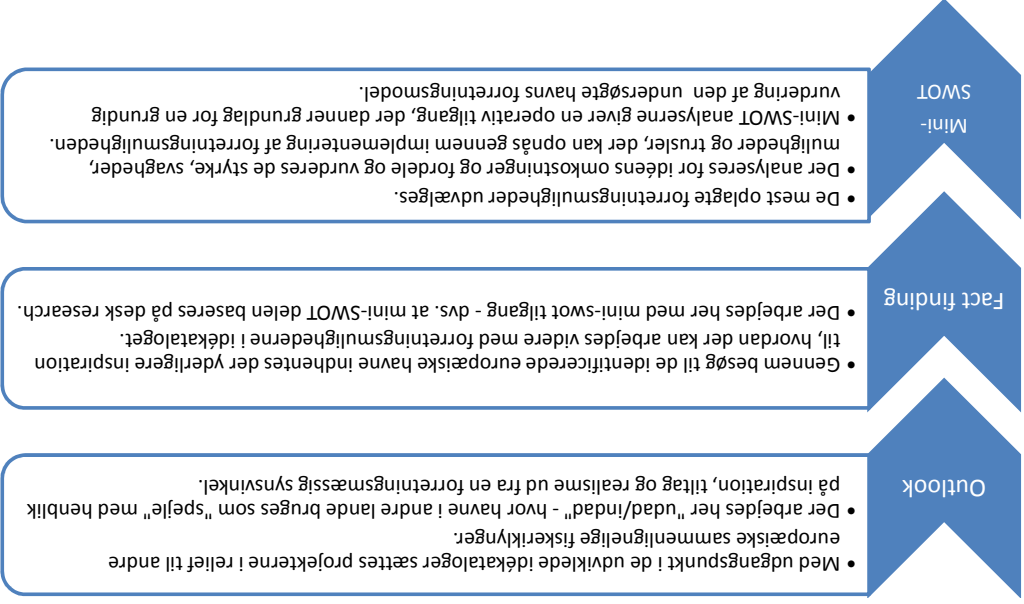 Outlook
• Med udgangspunkt i de udviklede idékataloger sættes projekterne i relief til andre
europæiske sammenlignelige fiskeriklynger.
• Der arbejdes her "udad/indad" - hvor havne i andre lande bruges som "spejle" med henblik
på inspiration, tiltag og realisme ud fra en forretningsmæssig synsvinkel.
Fact finding
• Gennem besøg til de identificerede europæiske havne indhentes der yderligere inspiration
til, hvordan der kan arbejdes videre med forretningsmulighederne i idékataloget.
• Der arbejdes her med mini-swot tilgang - dvs. at mini-SWOT delen baseres på desk research.
Mini-
SWOT
• De mest oplagte forretningsmuligheder udvælges.
• Der analyseres for idéens omkostninger og fordele og vurderes de styrke, svagheder,
muligheder og trusler, der kan opnås gennem implementering af forretningsmuligheden.
• Mini-SWOT analyserne giver en operativ tilgang, der danner grundlag for en grundig
vurdering af den undersøgte havns forretningsmodel.